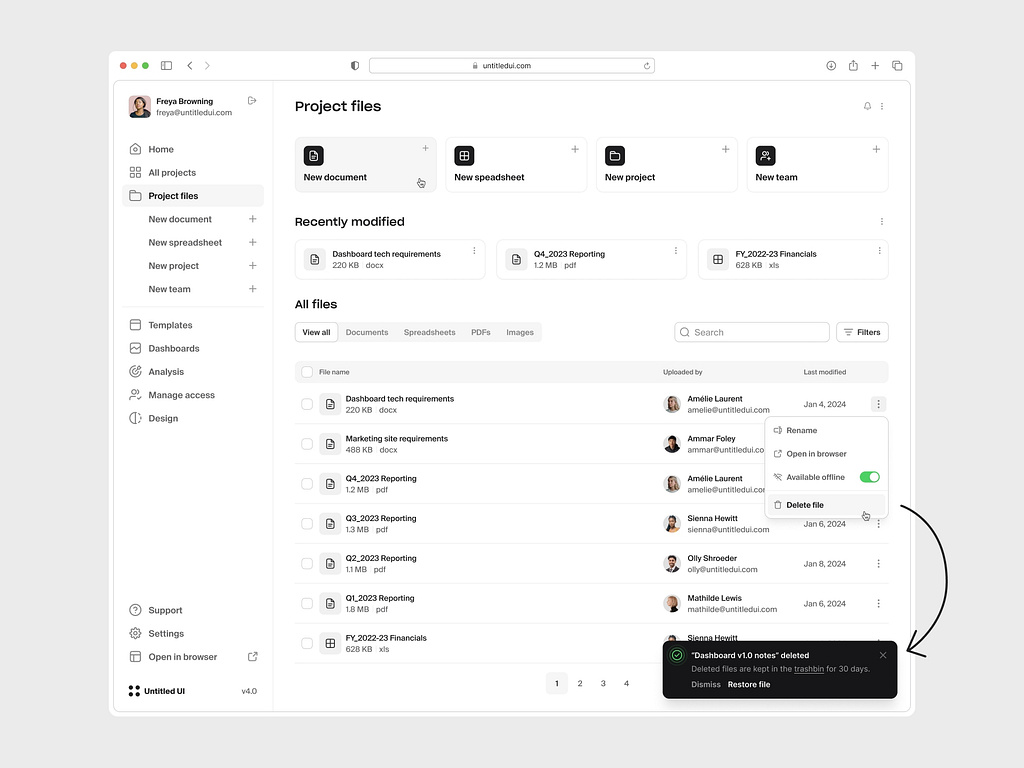 untitledui.com
Freya Browning
freya@untitledui.com
Home
All projects
Project files
New document
New spreadsheet
New project
New team
Templates
Dashboards
Analysis
Manage access
Design
Support
Settings
Open in browser
Untitled UI v4.0
Project files
New document
New speadsheet
New project
New team
Recently modified
Dashboard tech requirements
220 KB docx
Q4_2023 Reporting
1.2 MB pdf
FY_2022-23 Financials
628 KB xls
All files
View all Documents Spreadsheets PDFs Images
Search
Filters
File name Uploaded by Last modified
Dashboard tech requirements
220 KB docx
Amélie Laurent
amelie@untitledui.com
Jan 4, 2024
Marketing site requirements
488 KB docx
Ammar Foley
ammar@untitledui.co
Q4_2023 Reporting
1.2 MB pdf
Amélie Laurent
amelie@untitledui.com
Q3_2023 Reporting
1.3 MB pdf
Sienna Hewitt
sienna@untitledui.com
Jan 6, 2024
Q2_2023 Reporting
1.1 MB pdf
Olly Shroeder
olly@untitledui.com
Jan 8, 2024
Q1_2023 Reporting
1.8 MB pdf
Mathilde Lewis
mathilde@untitledui.com
Jan 6, 2024
FY_2022-23 Financials
628 KB xls
Sienna Hewitt
Rename
Open in browser
Available offline
Delete file
1 2 3 4
"Dashboard v1.0 notes" deleted
Deleted files are kept in the trashbin for 30 days.
Dismiss Restore file